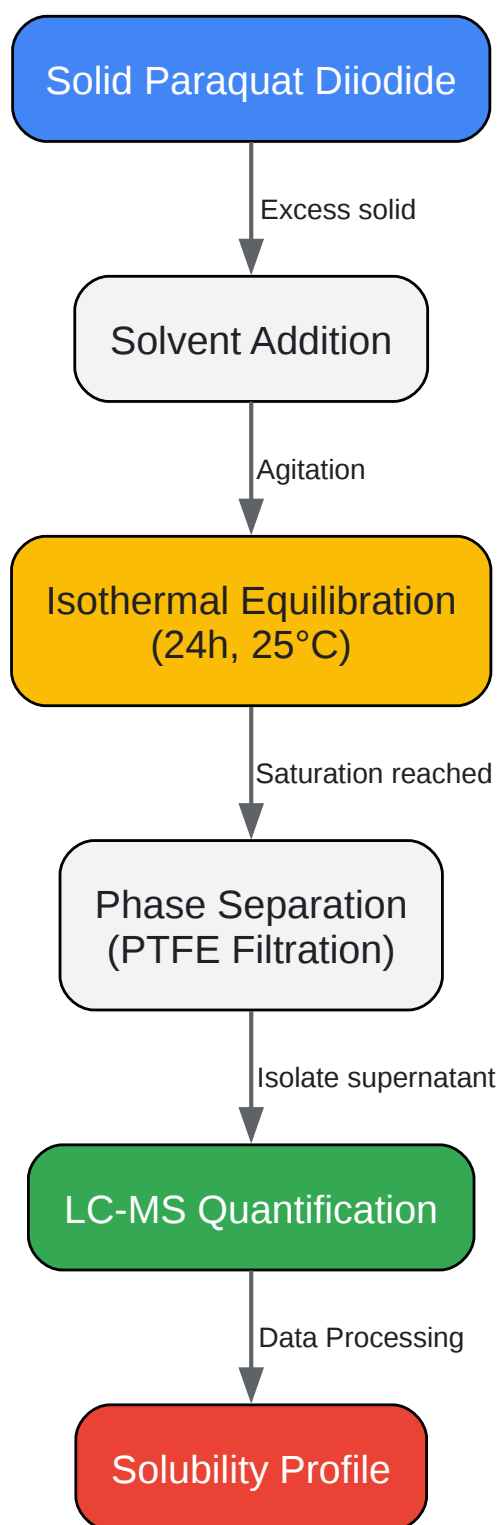 Solid Paraquat Diiodide
Excess solid
Solvent Addition
Agitation
Isothermal Equilibration
(24h, 25°C)
Saturation reached
Phase Separation
(PTFE Filtration)
Isolate supernatant
LC-MS Quantification
Data Processing
Solubility Profile